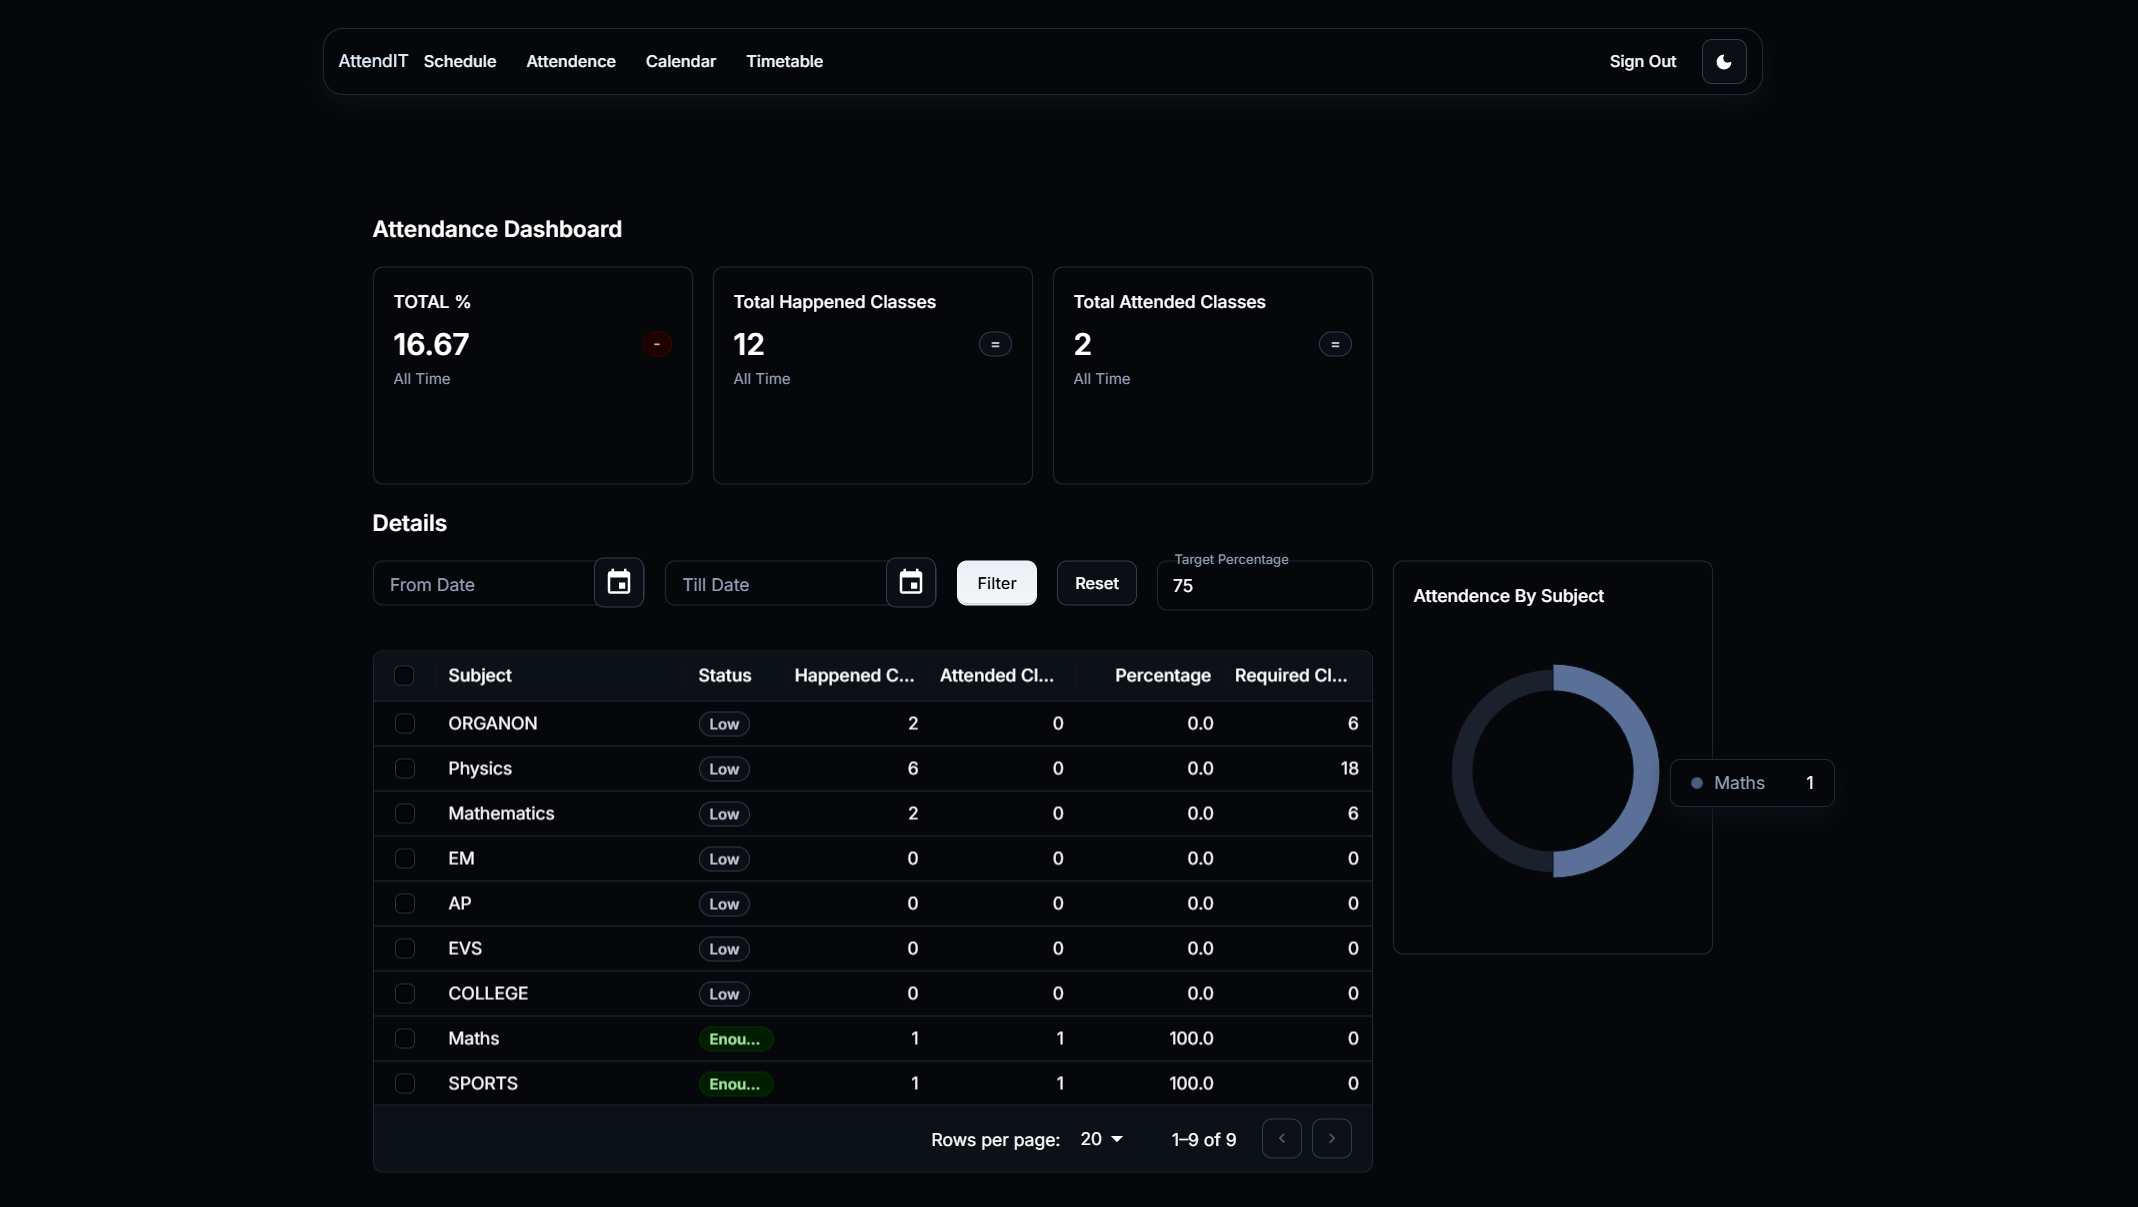 AttendIT Schedule Attendence Calendar Timetable Sign Out
Attendance Dashboard
TOTAL % Total Happened Classes Total Attended Classes
16.67 - 12 = 2 =
All Time All Time All Time
Details
From Date Till Date Filter Reset Target Percentage
75
Attendence By Subject
Maths 1
Subject Status Happened C... Attended Cl... Percentage Required Cl...
ORGANON Low 2 0 0.0 6
Physics Low 6 0 0.0 18
Mathematics Low 2 0 0.0 6
EM Low 0 0 0.0 0
AP Low 0 0 0.0 0
EVS Low 0 0 0.0 0
COLLEGE Low 0 0 0.0 0
Maths Enou... 1 1 100.0 0
SPORTS Enou... 1 1 100.0 0
Rows per page: 20 1–9 of 9